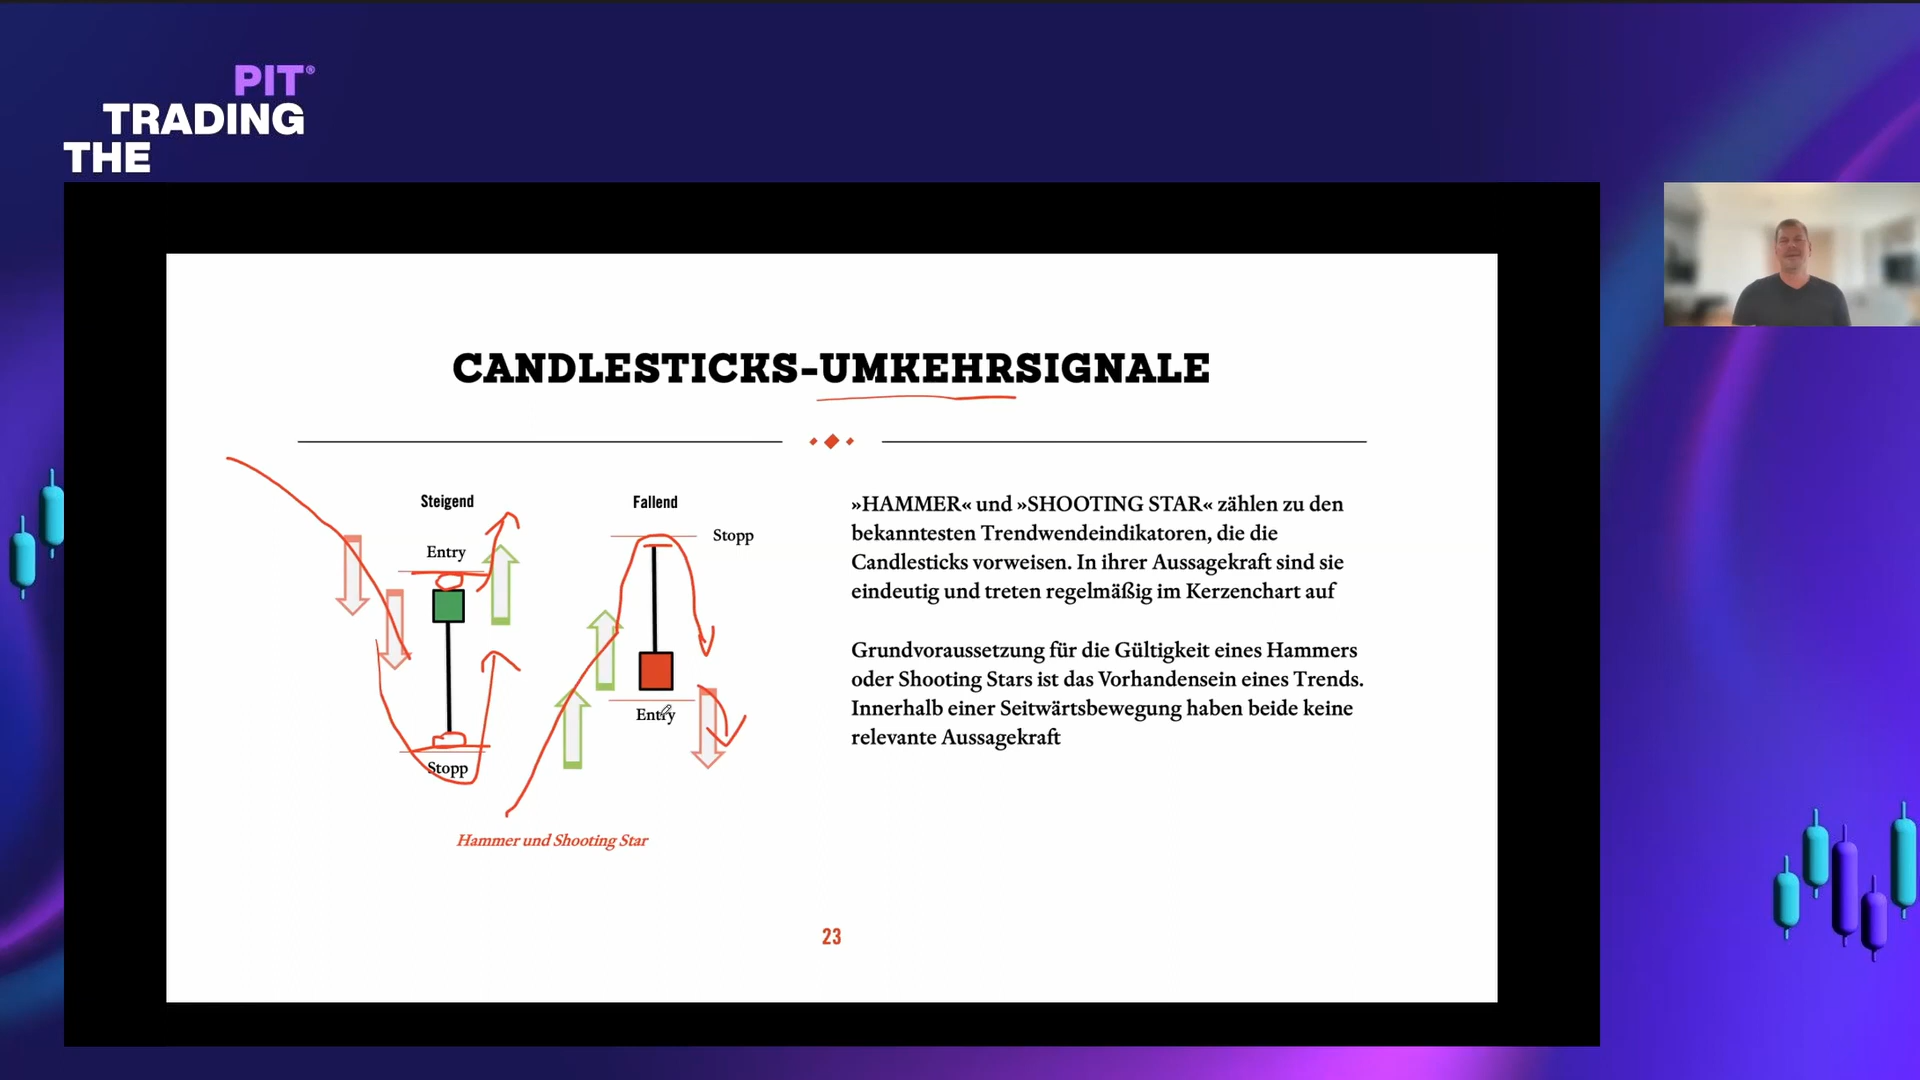 PIT®
TRADING
THE
CANDLESTICKS-UMKEHRSIGNALE
Steigend
Fallend
Entry
Stopp
Stopp
Entry
Hammer und Shooting Star
»HAMMER« und »SHOOTING STAR« zählen zu den
bekanntesten Trendwendeindikatoren, die die
Candlesticks vorweisen. In ihrer Aussagekraft sind sie
eindeutig und treten regelmäßig im Kerzenchart auf
Grundvoraussetzung für die Gültigkeit eines Hammers
oder Shooting Stars ist das Vorhandensein eines Trends.
Innerhalb einer Seitwärtsbewegung haben beide keine
relevante Aussagekraft
23